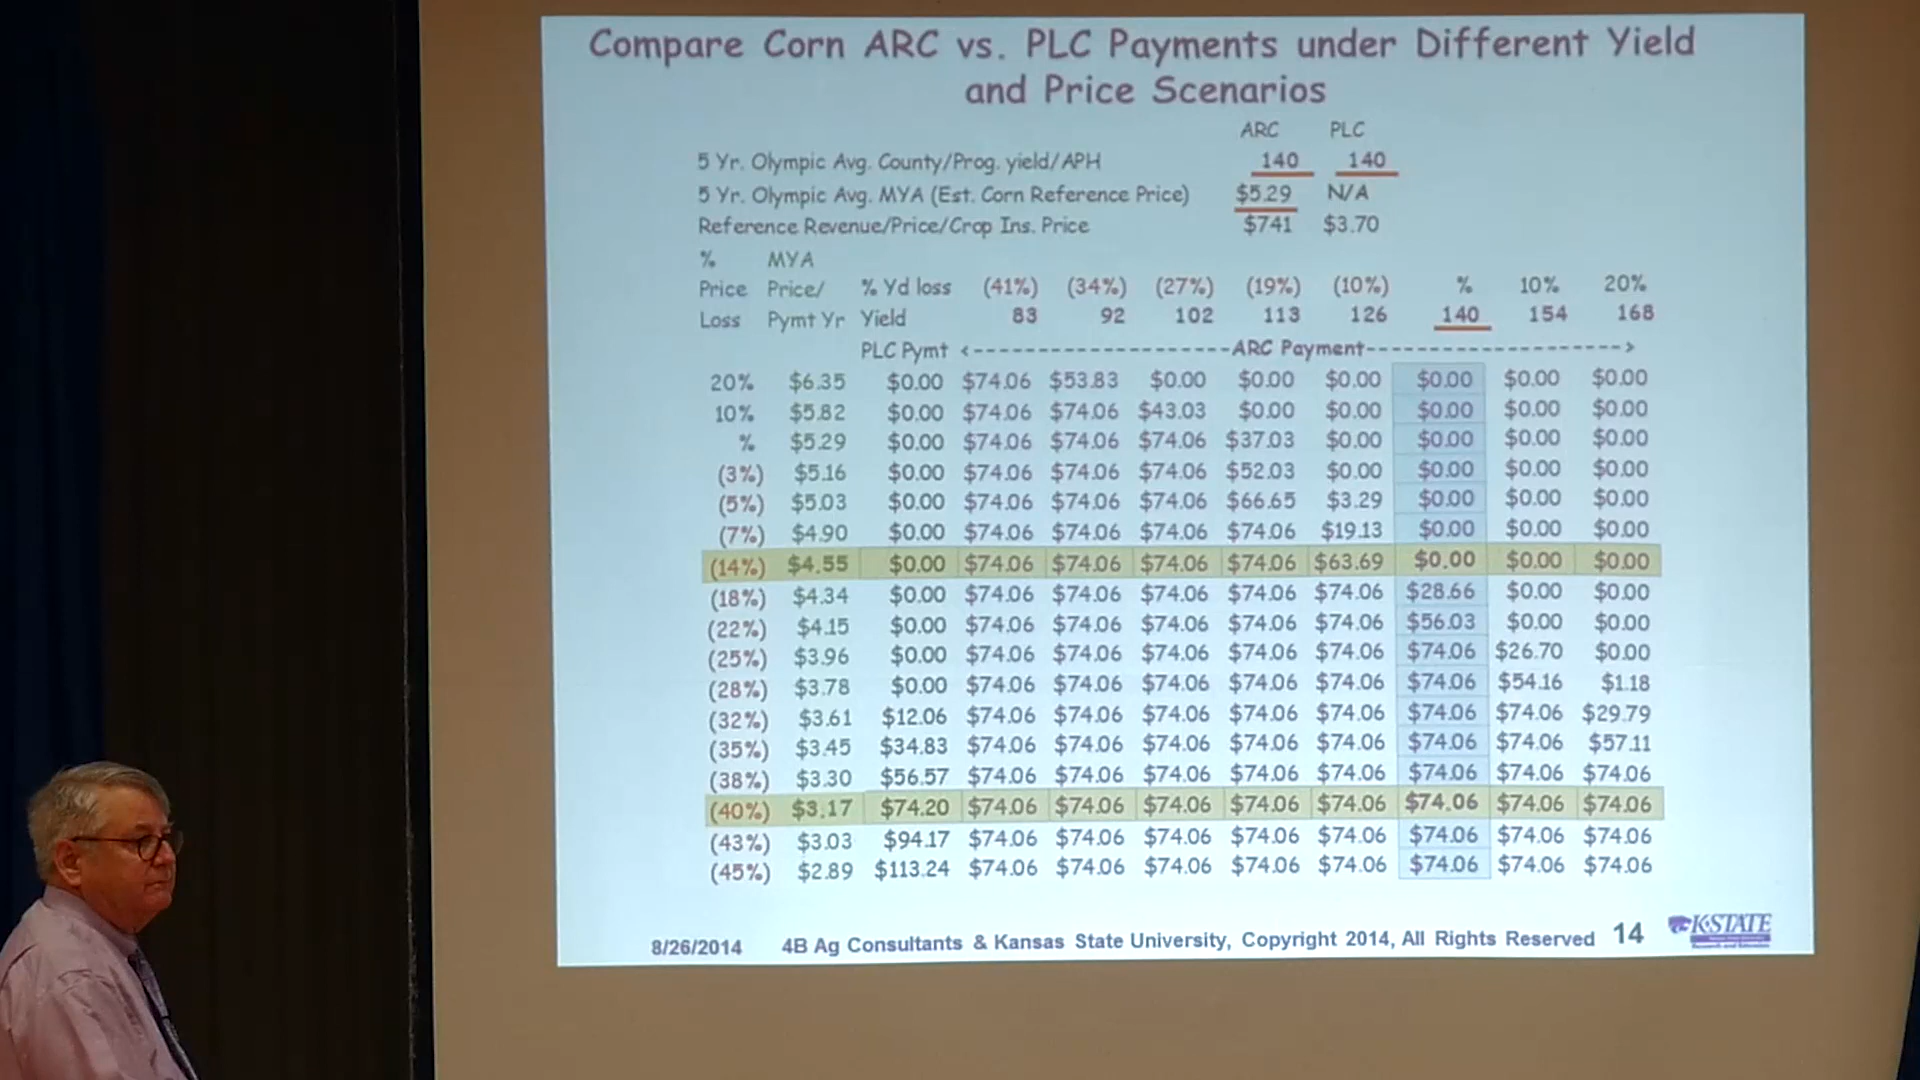 Compare Corn ARC vs. PLC Payments under Different Yield
and Price Scenarios
ARC PLC
5 Yr. Olympic Avg. County/Prog. yield/APH 140 140
5 Yr. Olympic Avg. MYA (Est. Corn Reference Price) $5.29 N/A
Reference Revenue/Price/Crop Ins. Price $741 $3.70
% MYA
Price Price/ % Yd loss (41%) (34%) (27%) (19%) (10%) % 10% 20%
Loss Pymt Yr Yield 83 92 102 113 126 140 154 168
PLC Pymt <--------------------ARC Payment--------------------->
20% $6.35 $0.00 $74.06 $53.83 $0.00 $0.00 $0.00 $0.00 $0.00 $0.00
10% $5.82 $0.00 $74.06 $74.06 $43.03 $0.00 $0.00 $0.00 $0.00 $0.00
% $5.29 $0.00 $74.06 $74.06 $74.06 $37.03 $0.00 $0.00 $0.00 $0.00
(3%) $5.16 $0.00 $74.06 $74.06 $74.06 $52.03 $0.00 $0.00 $0.00 $0.00
(5%) $5.03 $0.00 $74.06 $74.06 $74.06 $66.65 $3.29 $0.00 $0.00 $0.00
(7%) $4.90 $0.00 $74.06 $74.06 $74.06 $74.06 $19.13 $0.00 $0.00 $0.00
(14%) $4.55 $0.00 $74.06 $74.06 $74.06 $74.06 $63.69 $0.00 $0.00 $0.00
(18%) $4.34 $0.00 $74.06 $74.06 $74.06 $74.06 $74.06 $28.66 $0.00 $0.00
(22%) $4.15 $0.00 $74.06 $74.06 $74.06 $74.06 $74.06 $56.03 $0.00 $0.00
(25%) $3.96 $0.00 $74.06 $74.06 $74.06 $74.06 $74.06 $74.06 $26.70 $0.00
(28%) $3.78 $0.00 $74.06 $74.06 $74.06 $74.06 $74.06 $74.06 $54.16 $1.18
(32%) $3.61 $12.06 $74.06 $74.06 $74.06 $74.06 $74.06 $74.06 $74.06 $29.79
(35%) $3.45 $34.83 $74.06 $74.06 $74.06 $74.06 $74.06 $74.06 $74.06 $57.11
(38%) $3.30 $56.57 $74.06 $74.06 $74.06 $74.06 $74.06 $74.06 $74.06 $74.06
(40%) $3.17 $74.20 $74.06 $74.06 $74.06 $74.06 $74.06 $74.06 $74.06 $74.06
(43%) $3.03 $94.17 $74.06 $74.06 $74.06 $74.06 $74.06 $74.06 $74.06 $74.06
(45%) $2.89 $113.24 $74.06 $74.06 $74.06 $74.06 $74.06 $74.06 $74.06 $74.06
8/26/2014 4B Ag Consultants & Kansas State University, Copyright 2014, All Rights Reserved 14 K-STATE